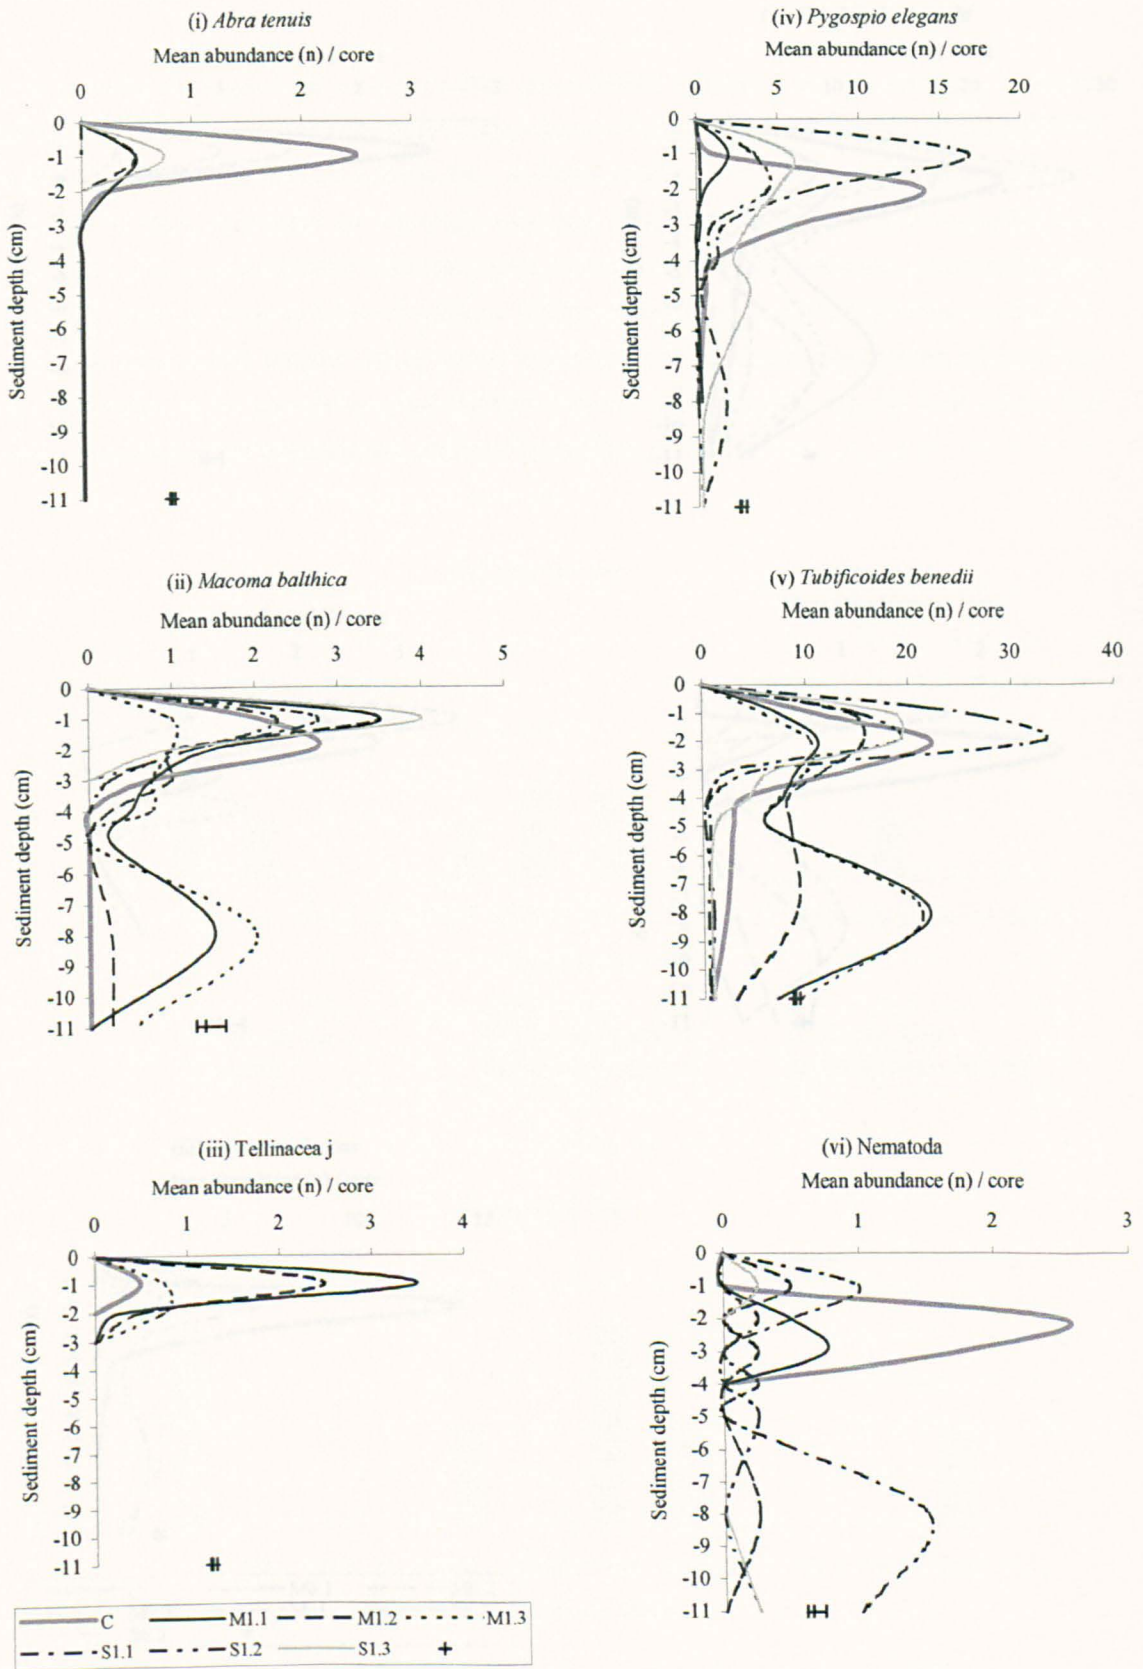 (i) Abra tenuis
Mean abundance (n) / core
0 1 2 3
0
-1
-2
-3
-4
-5
-6
-7
-8
-9
-10
-11
Sediment depth (cm)
(ii) Macoma balthica
Mean abundance (n) / core
0 1 2 3 4 5
0
-1
-2
-3
-4
-5
-6
-7
-8
-9
-10
-11
Sediment depth (cm)
(iii) Tellinacea j
Mean abundance (n) / core
0 1 2 3 4
0
-1
-2
-3
-4
-5
-6
-7
-8
-9
-10
-11
Sediment depth (cm)
(iv) Pygospio elegans
Mean abundance (n) / core
0 5 10 15 20
0
-1
-2
-3
-4
-5
-6
-7
-8
-9
-10
-11
Sediment depth (cm)
(v) Tubificoides benedii
Mean abundance (n) / core
0 10 20 30 40
0
-1
-2
-3
-4
-5
-6
-7
-8
-9
-10
-11
Sediment depth (cm)
(vi) Nematoda
Mean abundance (n) / core
0 1 2 3
0
-1
-2
-3
-4
-5
-6
-7
-8
-9
-10
-11
Sediment depth (cm)
C M1.1 M1.2 M1.3
S1.1 S1.2 S1.3